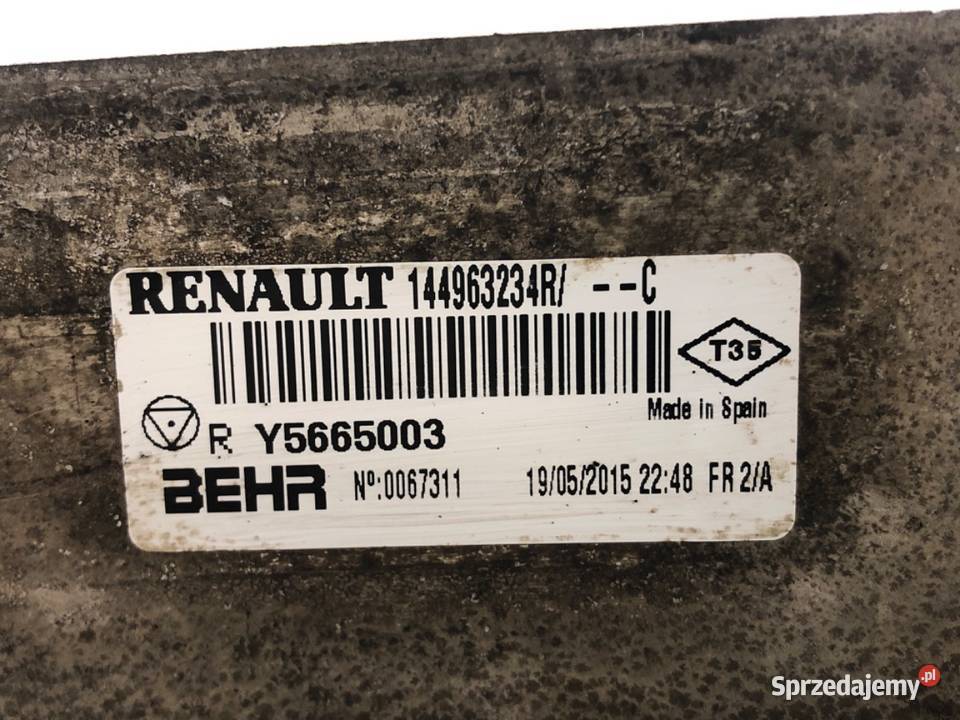 RENAULT 144963234R/ --C
T35
Made in Spain
R Y5665003
BEHR Nº:0067311 19/05/2015 22:48 FR 2/A
Sprzedajemy.pl